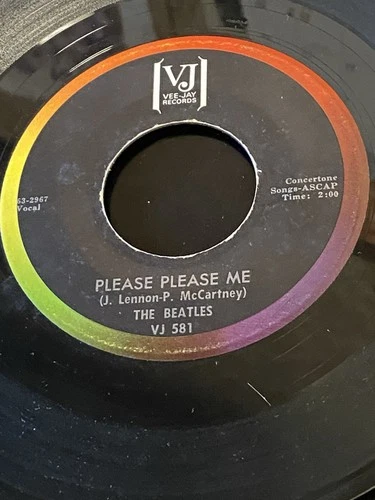 VJ
VEE-JAY
RECORDS
63-2967
Vocal
Concertone
Songs-ASCAP
Time: 2:00
PLEASE PLEASE ME
(J. Lennon-P. McCartney)
THE BEATLES
VJ 581